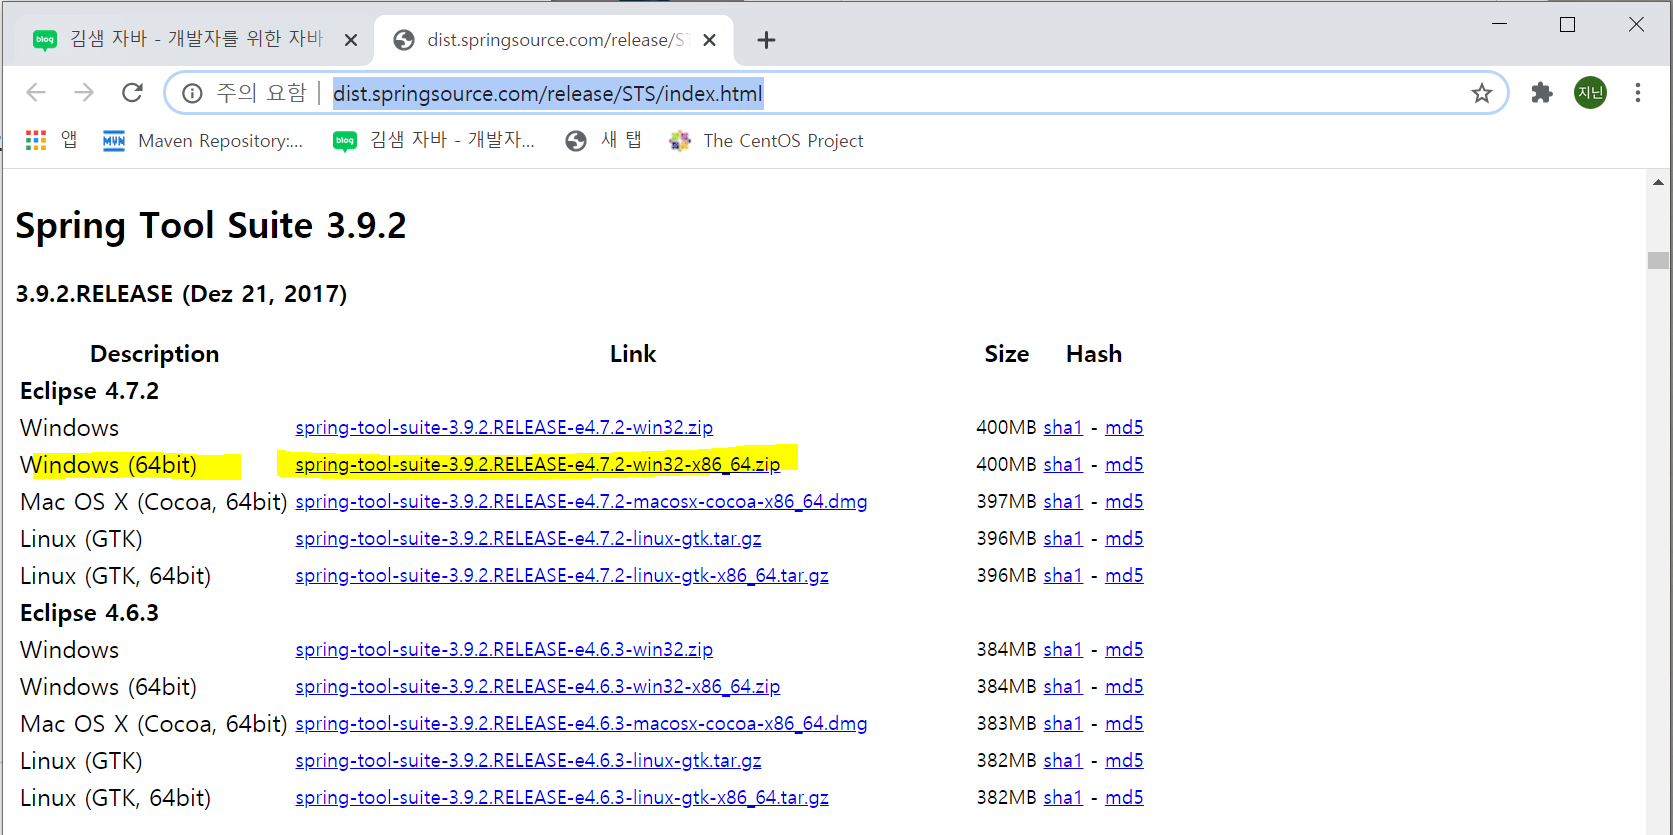 blog 김샘 자바 - 개발자를 위한 자바
dist.springsource.com/release/S
주의 요함 | dist.springsource.com/release/STS/index.html
지닌
앱 MVN Maven Repository:... blog 김샘 자바 - 개발자... 새 탭 The CentOS Project
Spring Tool Suite 3.9.2
3.9.2.RELEASE (Dez 21, 2017)
Description Link Size Hash
Eclipse 4.7.2
Windows spring-tool-suite-3.9.2.RELEASE-e4.7.2-win32.zip 400MB sha1 - md5
Windows (64bit) spring-tool-suite-3.9.2.RELEASE-e4.7.2-win32-x86_64.zip 400MB sha1 - md5
Mac OS X (Cocoa, 64bit) spring-tool-suite-3.9.2.RELEASE-e4.7.2-macosx-cocoa-x86_64.dmg 397MB sha1 - md5
Linux (GTK) spring-tool-suite-3.9.2.RELEASE-e4.7.2-linux-gtk.tar.gz 396MB sha1 - md5
Linux (GTK, 64bit) spring-tool-suite-3.9.2.RELEASE-e4.7.2-linux-gtk-x86_64.tar.gz 396MB sha1 - md5
Eclipse 4.6.3
Windows spring-tool-suite-3.9.2.RELEASE-e4.6.3-win32.zip 384MB sha1 - md5
Windows (64bit) spring-tool-suite-3.9.2.RELEASE-e4.6.3-win32-x86_64.zip 384MB sha1 - md5
Mac OS X (Cocoa, 64bit) spring-tool-suite-3.9.2.RELEASE-e4.6.3-macosx-cocoa-x86_64.dmg 383MB sha1 - md5
Linux (GTK) spring-tool-suite-3.9.2.RELEASE-e4.6.3-linux-gtk.tar.gz 382MB sha1 - md5
Linux (GTK, 64bit) spring-tool-suite-3.9.2.RELEASE-e4.6.3-linux-gtk-x86_64.tar.gz 382MB sha1 - md5